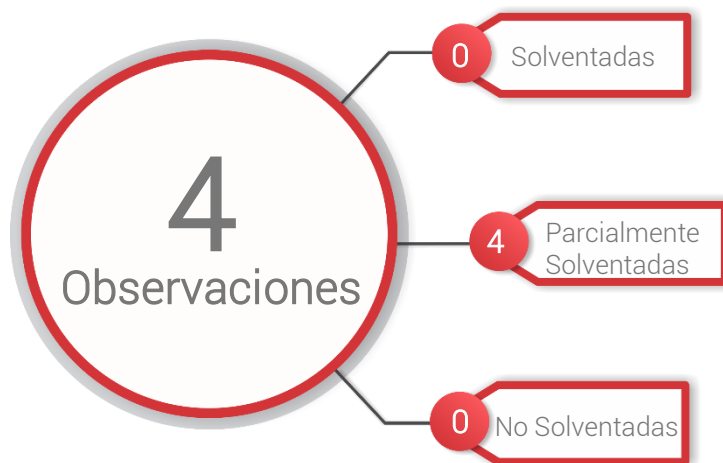 4
Observaciones
0
Solventadas
4
Parcialmente
Solventadas
0
No Solventadas